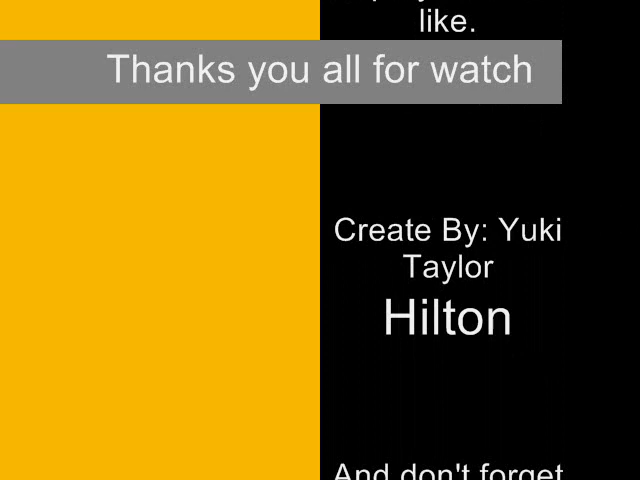 like.
Thanks you all for watch
Create By: Yuki
Taylor
Hilton
And don't forget